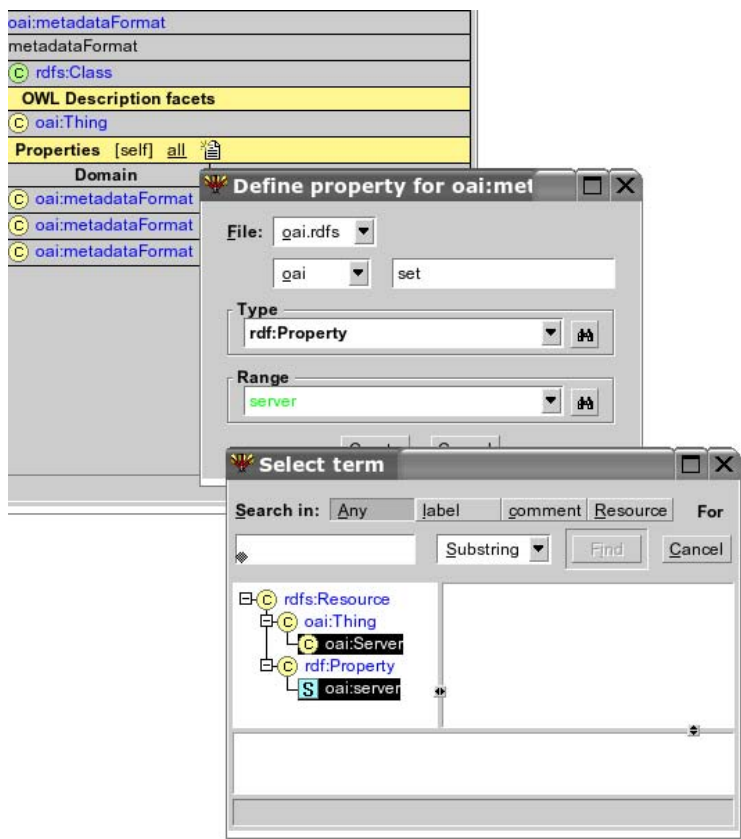 oai:metadataFormat
metadataFormat
C rdfs:Class
OWL Description facets
C oai:Thing
Properties [self] all
Domain
C oai:metadataFormat
C oai:metadataFormat
C oai:metadataFormat
Define property for oai:met
File: oai.rdfs
oai set
Type
rdf:Property
Range
server
Select term
Search in: Any label comment Resource For
Substring Find Cancel
C rdfs:Resource
C oai:Thing
C oai:Server
C rdf:Property
S oai:server